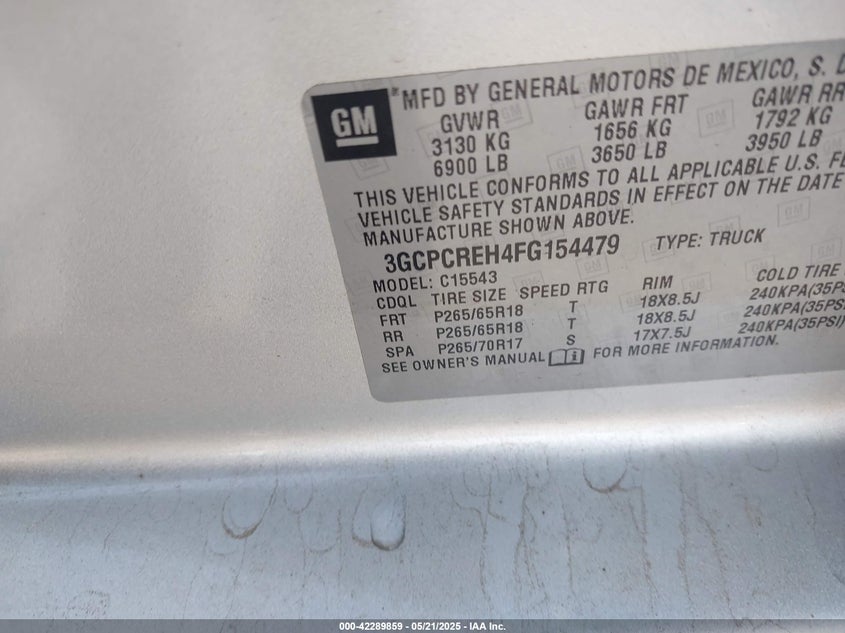 GM
MFD BY GENERAL MOTORS DE MEXICO, S.
GVWR GAWR FRT GAWR RR
3130 KG 1656 KG 1792 KG
6900 LB 3650 LB 3950 LB
THIS VEHICLE CONFORMS TO ALL APPLICABLE U.S.
VEHICLE SAFETY STANDARDS IN EFFECT ON THE DATE
MANUFACTURE SHOWN ABOVE.
3GCPCREH4FG154479 TYPE: TRUCK
MODEL: C15543
CDQL TIRE SIZE SPEED RTG RIM COLD TIRE
FRT P265/65R18 T 18X8.5J 240KPA(35PSI)
RR P265/65R18 T 18X8.5J 240KPA(35PSI)
SPA P265/70R17 S 17X7.5J 240KPA(35PSI)
SEE OWNER'S MANUAL FOR MORE INFORMATION.
000-42289859 - 05/21/2025 - IAA Inc.